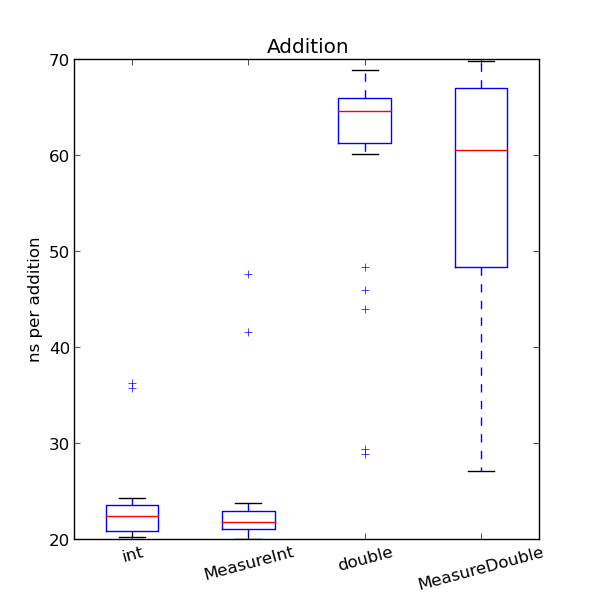 Addition
70
60
50
40
30
20
ns per addition
int
MeasureInt
double
MeasureDouble